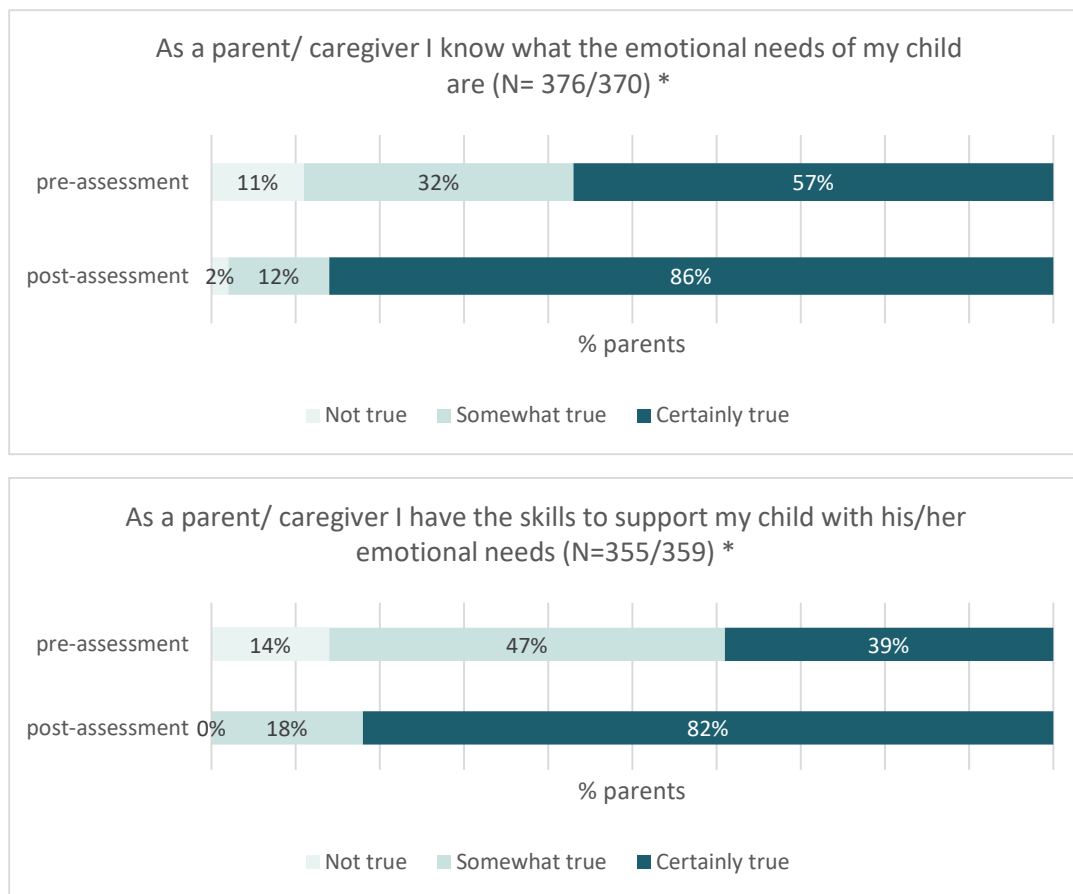 As a parent/ caregiver I know what the emotional needs of my child
are (N= 376/370) *
pre-assessment
11%
32%
57%
post-assessment
2%
12%
86%
% parents
Not true
Somewhat true
Certainly true
As a parent/ caregiver I have the skills to support my child with his/her
emotional needs (N=355/359) *
pre-assessment
14%
47%
39%
post-assessment
0%
18%
82%
% parents
Not true
Somewhat true
Certainly true